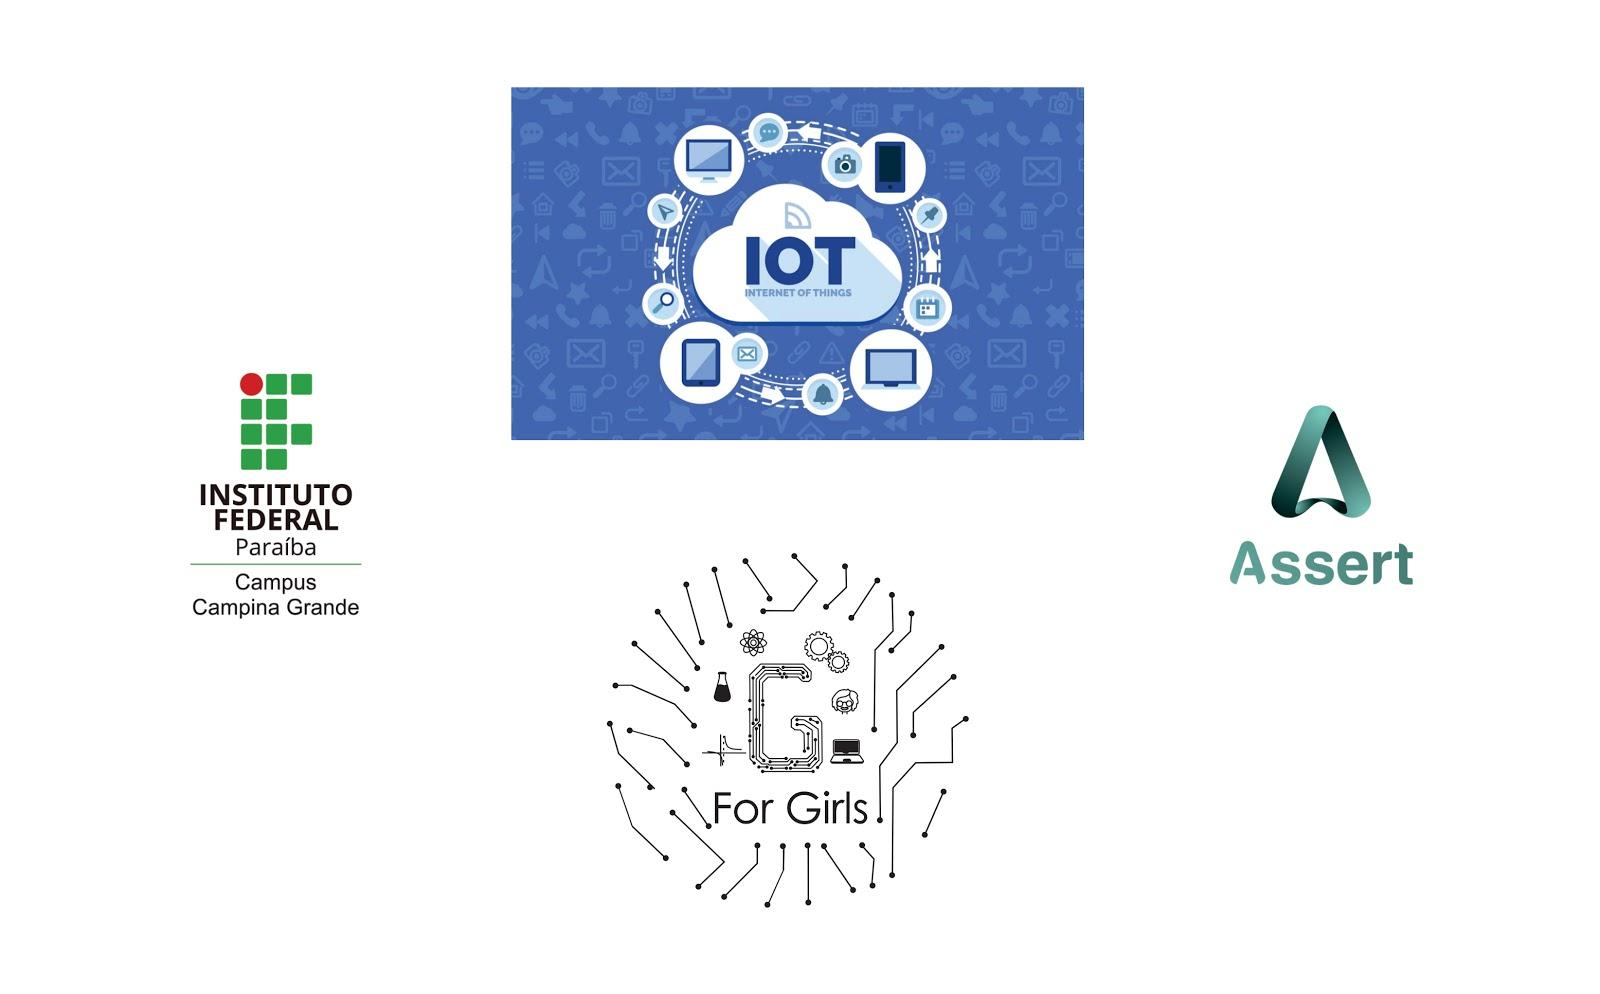 IOT
INTERNET OF THINGS
INSTITUTO
FEDERAL
Paraíba
Campus
Campina Grande
Assert
G
For Girls